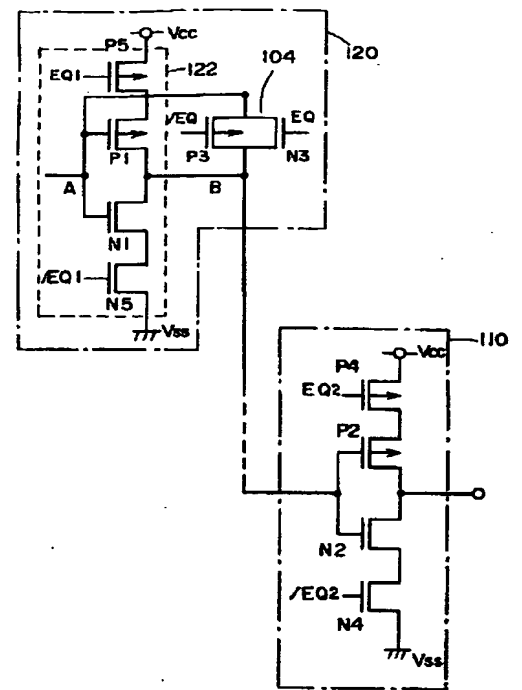 P5
Vcc
120
122
EQ1
104
/EQ
EQ
P1
P3
N3
A
B
N1
/EQ1
N5
Vss
110
Vcc
P4
EQ2
P2
N2
/EQ2
N4
Vss